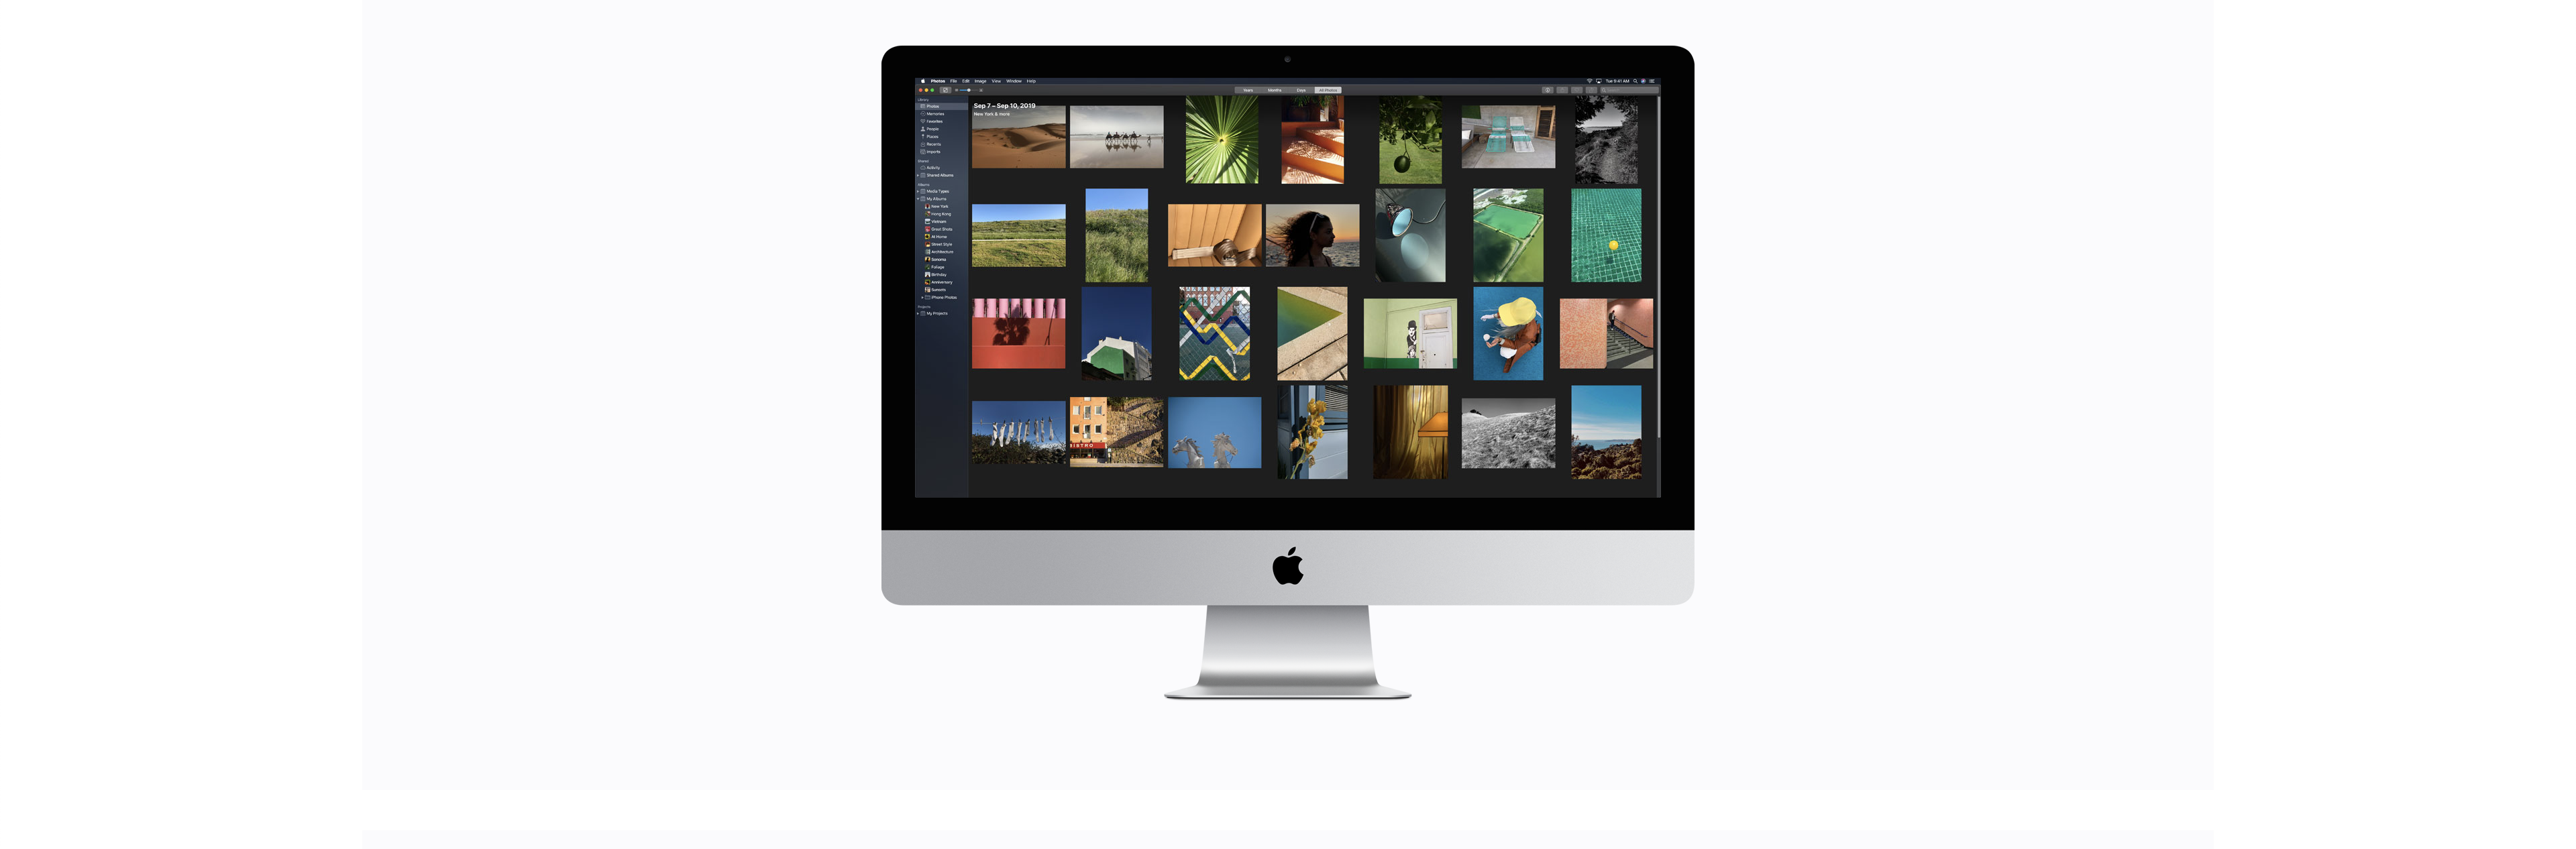 Photos File Edit Image View Window Help
Tue 9:41 AM
Years Months Days All Photos
Search
Library
Photos
Memories
Favorites
People
Places
Recents
Imports
Shared
Activity
Shared Albums
Albums
Media Types
My Albums
New York
Hong Kong
Vietnam
Great Shots
At Home
Street Style
Architecture
Sonoma
Foliage
Birthday
Anniversary
Sunsets
iPhone Photos
Projects
My Projects
Sep 7 – Sep 10, 2019
New York & more
BISTRO